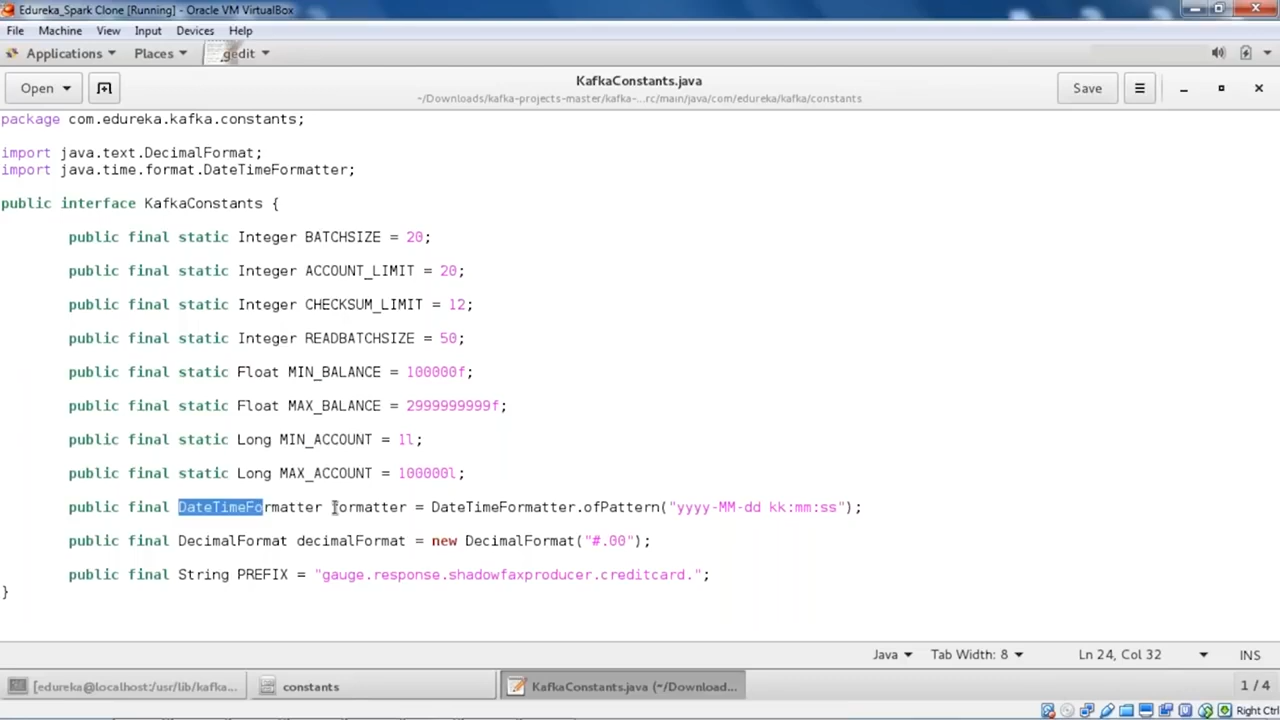 Edureka_Spark Clone [Running] - Oracle VM VirtualBox
File Machine View Input Devices Help
Applications Places gedit
Open KafkaConstants.java Save
~/Downloads/kafka-projects-master/kafka-...rc/main/java/com/edureka/kafka/constants
package com.edureka.kafka.constants;
import java.text.DecimalFormat;
import java.time.format.DateTimeFormatter;
public interface KafkaConstants {
public final static Integer BATCHSIZE = 20;
public final static Integer ACCOUNT_LIMIT = 20;
public final static Integer CHECKSUM_LIMIT = 12;
public final static Integer READBATCHSIZE = 50;
public final static Float MIN_BALANCE = 100000f;
public final static Float MAX_BALANCE = 2999999999f;
public final static Long MIN_ACCOUNT = 1l;
public final static Long MAX_ACCOUNT = 100000l;
public final DateTimeFormatter formatter = DateTimeFormatter.ofPattern("yyyy-MM-dd kk:mm:ss");
public final DecimalFormat decimalFormat = new DecimalFormat("#.00");
public final String PREFIX = "gauge.response.shadowfaxproducer.creditcard.";
}
Java Tab Width: 8 Ln 24, Col 32 INS
[edureka@localhost:/usr/lib/kafka... constants KafkaConstants.java (~/Download... 1 / 4
Right Ctrl